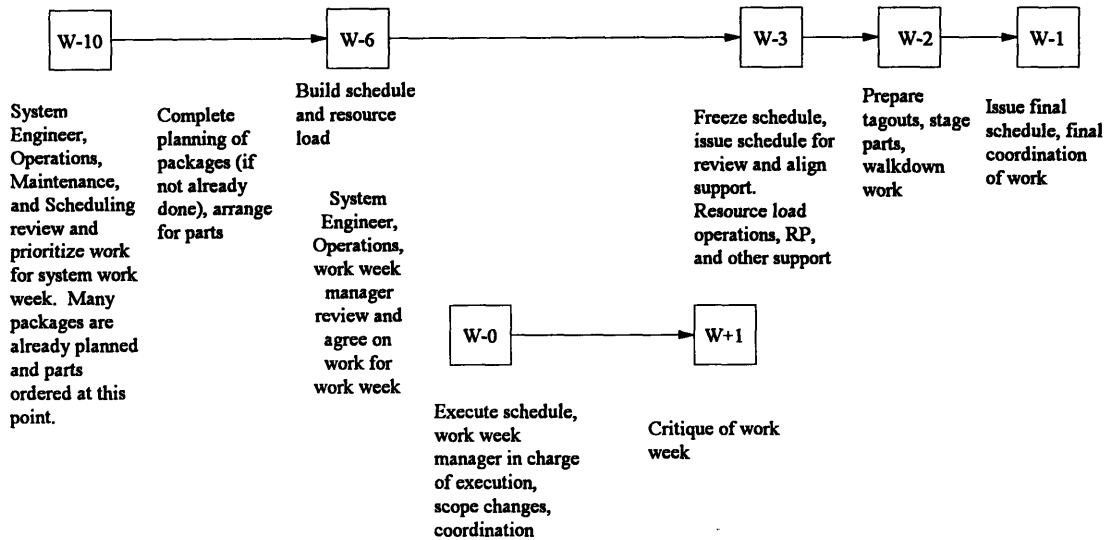 W-10
W-6
W-3
W-2
W-1
System
Engineer,
Operations,
Maintenance,
and Scheduling
review and
prioritize work
for system work
week. Many
packages are
already planned
and parts
ordered at this
point.
Complete
planning of
packages (if
not already
done), arrange
for parts
Build schedule
and resource
load
System
Engineer,
Operations,
work week
manager
review and
agree on
work for
work week
Freeze schedule,
issue schedule for
review and align
support.
Resource load
operations, RP,
and other support
Prepare
tagouts, stage
parts,
walkdown
work
Issue final
schedule, final
coordination
of work
W-0
W+1
Execute schedule,
work week
manager in charge
of execution,
scope changes,
coordination
Critique of work
week